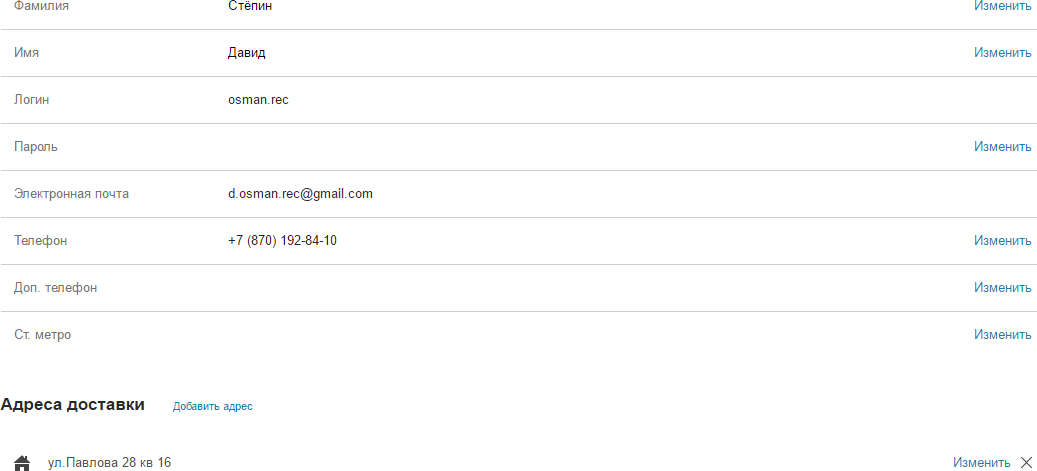 Фамилия Стёпин Изменить
Имя Давид Изменить
Логин osman.rec
Пароль Изменить
Электронная почта d.osman.rec@gmail.com
Телефон +7 (870) 192-84-10 Изменить
Доп. телефон Изменить
Ст. метро Изменить
Адреса доставки Добавить адрес
ул.Павлова 28 кв 16 Изменить